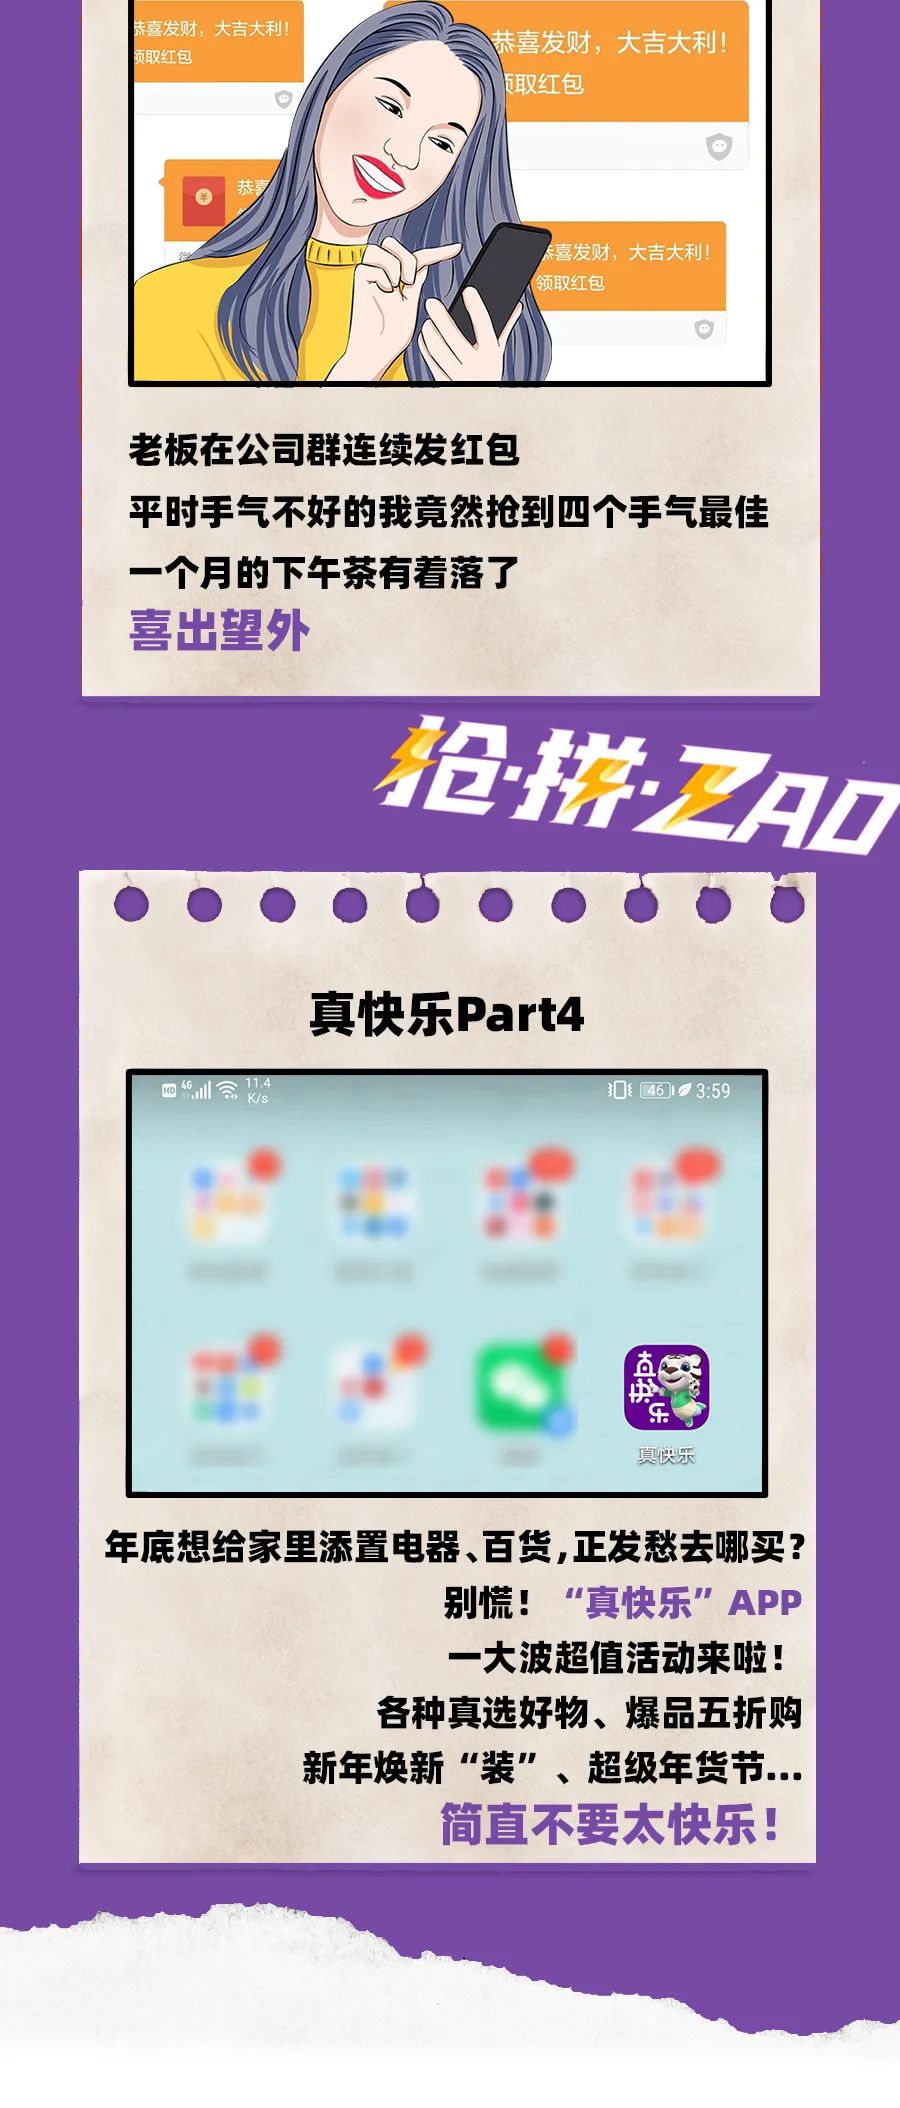 恭喜发财，大吉大利！
领取红包
恭喜发财，大吉大利！
领取红包
恭喜
恭喜发财，大吉大利！
领取红包
老板在公司群连续发红包
平时手气不好的我竟然抢到四个手气最佳
一个月的下午茶有着落了
喜出望外
抢·拼·ZAO
真快乐Part4
HD 4G 11.4 K/s 46 3:59
真快乐
真快乐
年底想给家里添置电器、百货，正发愁去哪买？
别慌！“真快乐”APP
一大波超值活动来啦！
各种真选好物、爆品五折购
新年焕新“装”、超级年货节...
简直不要太快乐！